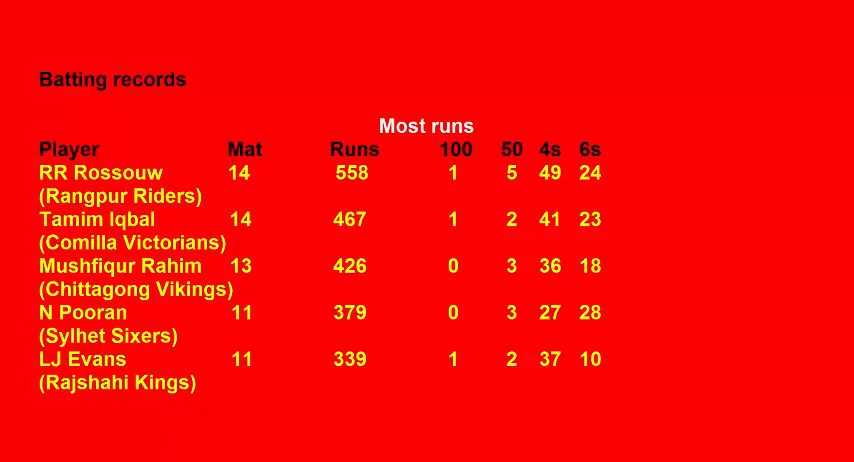 Batting records
Most runs
Player Mat Runs 100 50 4s 6s
RR Rossouw 14 558 1 5 49 24
(Rangpur Riders)
Tamim Iqbal 14 467 1 2 41 23
(Comilla Victorians)
Mushfiqur Rahim 13 426 0 3 36 18
(Chittagong Vikings)
N Pooran 11 379 0 3 27 28
(Sylhet Sixers)
LJ Evans 11 339 1 2 37 10
(Rajshahi Kings)